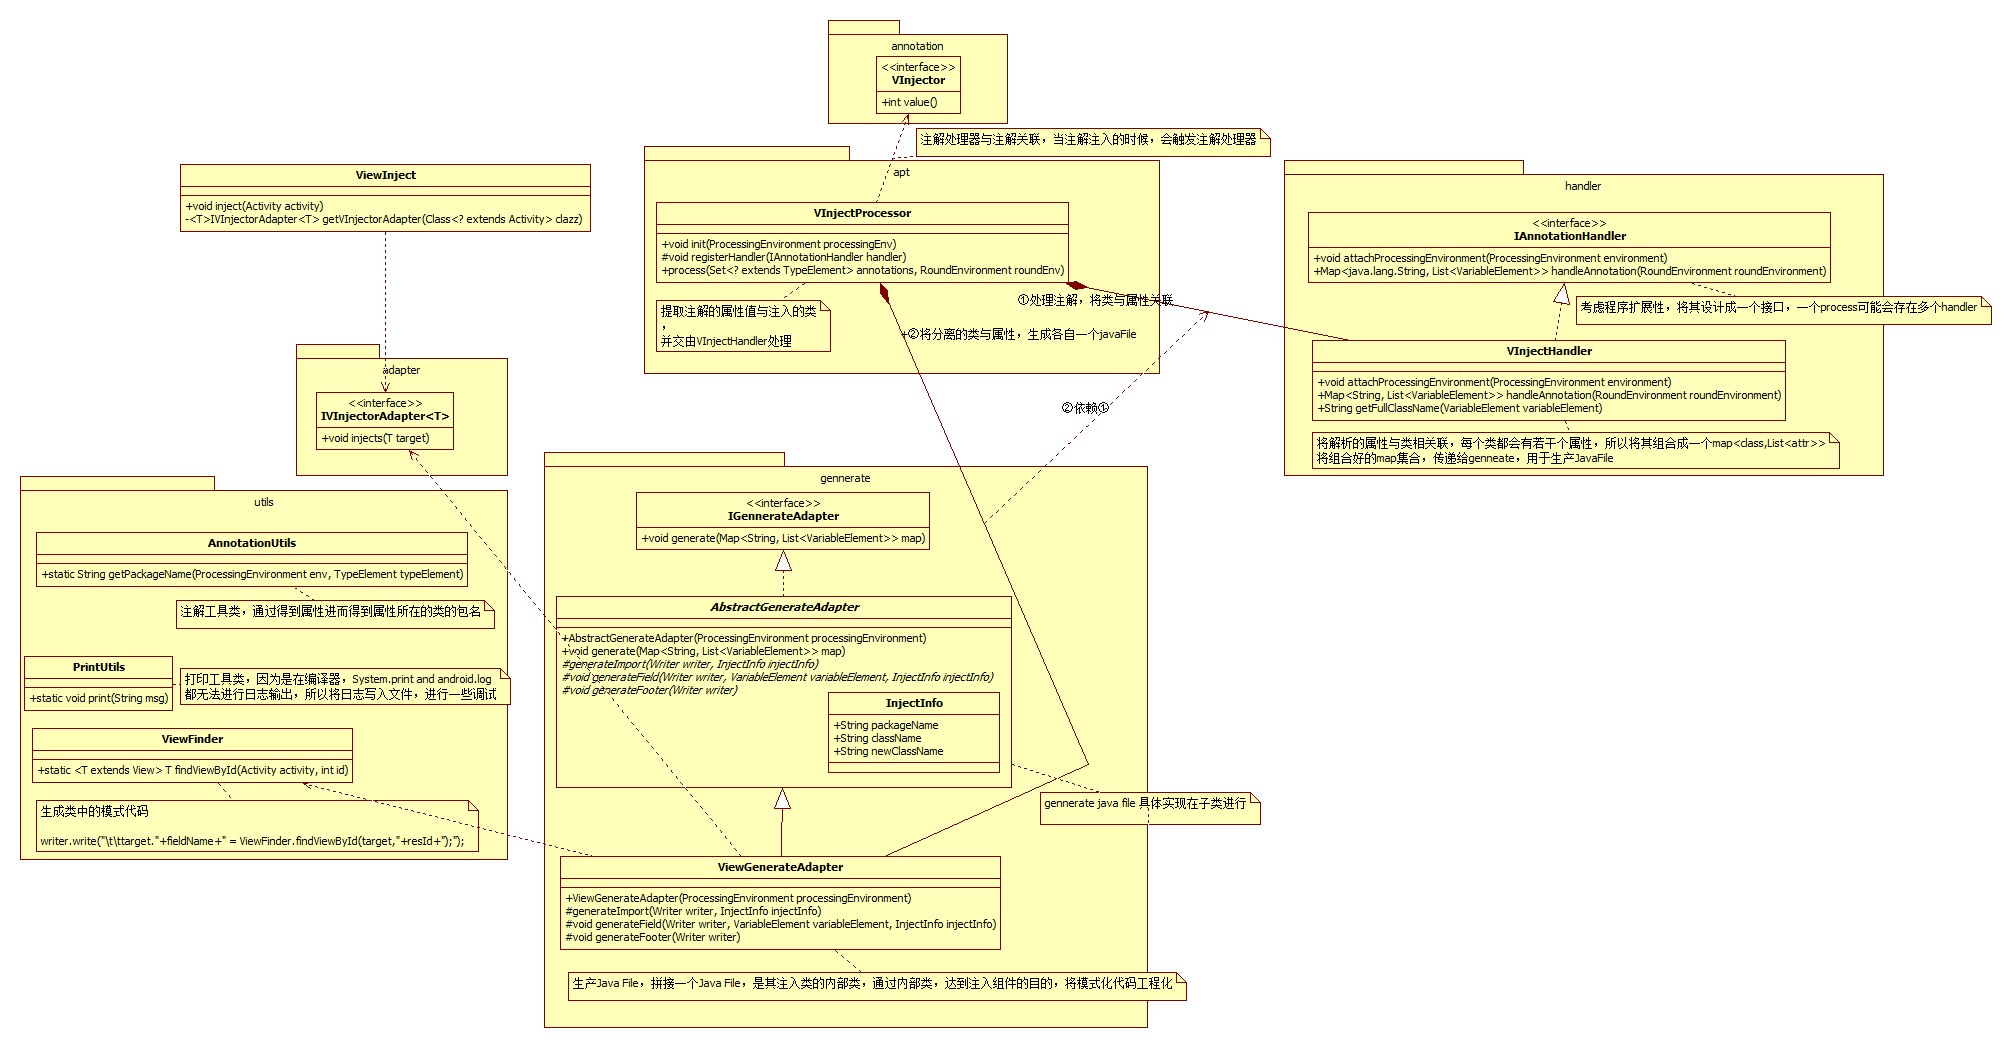 annotation
<<interface>>
VInjector
+int value()
注解处理器与注解关联，当注解注入的时候，会触发注解处理器
ViewInject
+void inject(Activity activity)
-<T>IVInjectorAdapter<T> getVInjectorAdapter(Class<? extends Activity> clazz)
apt
VInjectProcessor
+void init(ProcessingEnvironment processingEnv)
#void registerHandler(IAnnotationHandler handler)
+process(Set<? extends TypeElement> annotations, RoundEnvironment roundEnv)
提取注解的属性值与注入的类
，
并交由VInjectHandler处理
①处理注解，将类与属性关联
+②将分离的类与属性，生成各自一个javaFile
②依赖①
handler
<<interface>>
IAnnotationHandler
+void attachProcessingEnvironment(ProcessingEnvironment environment)
+Map<java.lang.String, List<VariableElement>> handleAnnotation(RoundEnvironment roundEnvironment)
考虑程序扩展性，将其设计成一个接口，一个process可能会存在多个handler
VInjectHandler
+void attachProcessingEnvironment(ProcessingEnvironment environment)
+Map<String, List<VariableElement>> handleAnnotation(RoundEnvironment roundEnvironment)
+String getFullClassName(VariableElement variableElement)
将解析的属性与类相关联，每个类都会有若干个属性，所以将其组合成一个map<class,List<attr>>
将组合好的map集合，传递给genneate，用于生产JavaFile
adapter
<<interface>>
IVInjectorAdapter<T>
+void injects(T target)
utils
AnnotationUtils
+static String getPackageName(ProcessingEnvironment env, TypeElement typeElement)
注解工具类，通过得到属性进而得到属性所在的类的包名
PrintUtils
+static void print(String msg)
打印工具类，因为是在编译器，System.print and android.log
都无法进行日志输出，所以将日志写入文件，进行一些调试
ViewFinder
+static <T extends View> T findViewById(Activity activity, int id)
生成类中的模式代码
writer.write("\t\ttarget."+fieldName+" = ViewFinder.findViewById(target,"+resId+");");
gennerate
<<interface>>
IGennerateAdapter
+void generate(Map<String, List<VariableElement>> map)
AbstractGenerateAdapter
+AbstractGenerateAdapter(ProcessingEnvironment processingEnvironment)
+void generate(Map<String, List<VariableElement>> map)
#generateImport(Writer writer, InjectInfo injectInfo)
#void generateField(Writer writer, VariableElement variableElement, InjectInfo injectInfo)
#void generateFooter(Writer writer)
InjectInfo
+String packageName
+String className
+String newClassName
gennerate java file 具体实现在子类进行
ViewGenerateAdapter
+ViewGenerateAdapter(ProcessingEnvironment processingEnvironment)
#generateImport(Writer writer, InjectInfo injectInfo)
#void generateField(Writer writer, VariableElement variableElement, InjectInfo injectInfo)
#void generateFooter(Writer writer)
生产Java File，拼接一个Java File，是其注入类的内部类，通过内部类，达到注入组件的目的，将模式化代码工程化